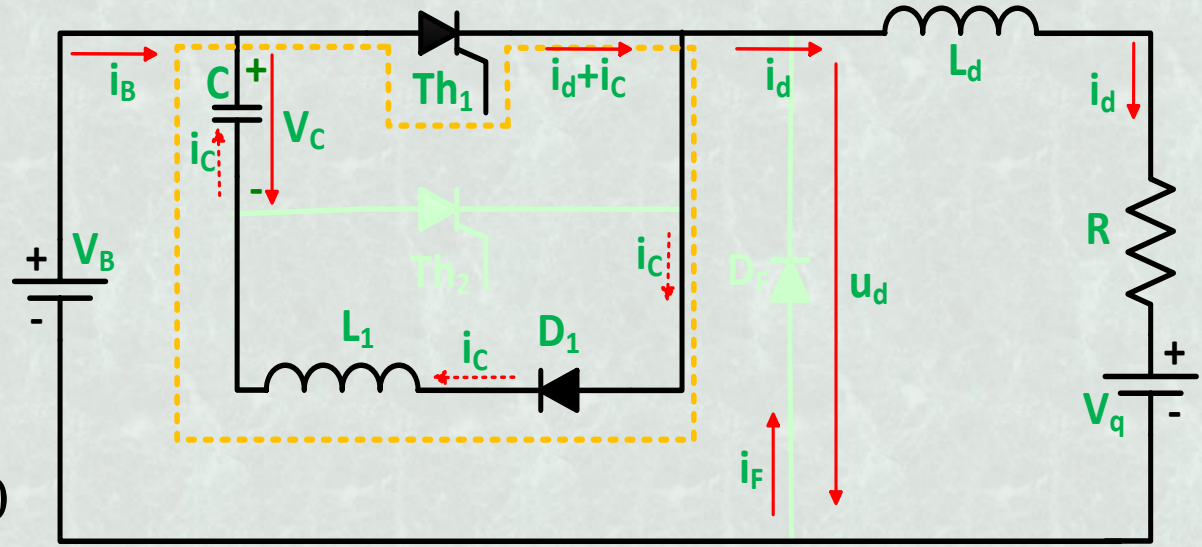 i_B
C
+
V_C
-
i_C
Th_1
i_d+i_C
i_d
L_d
i_d
V_B
+
-
Th_2
i_C
D_F
u_d
R
L_1
i_C
D_1
i_F
V_q
+
-
)